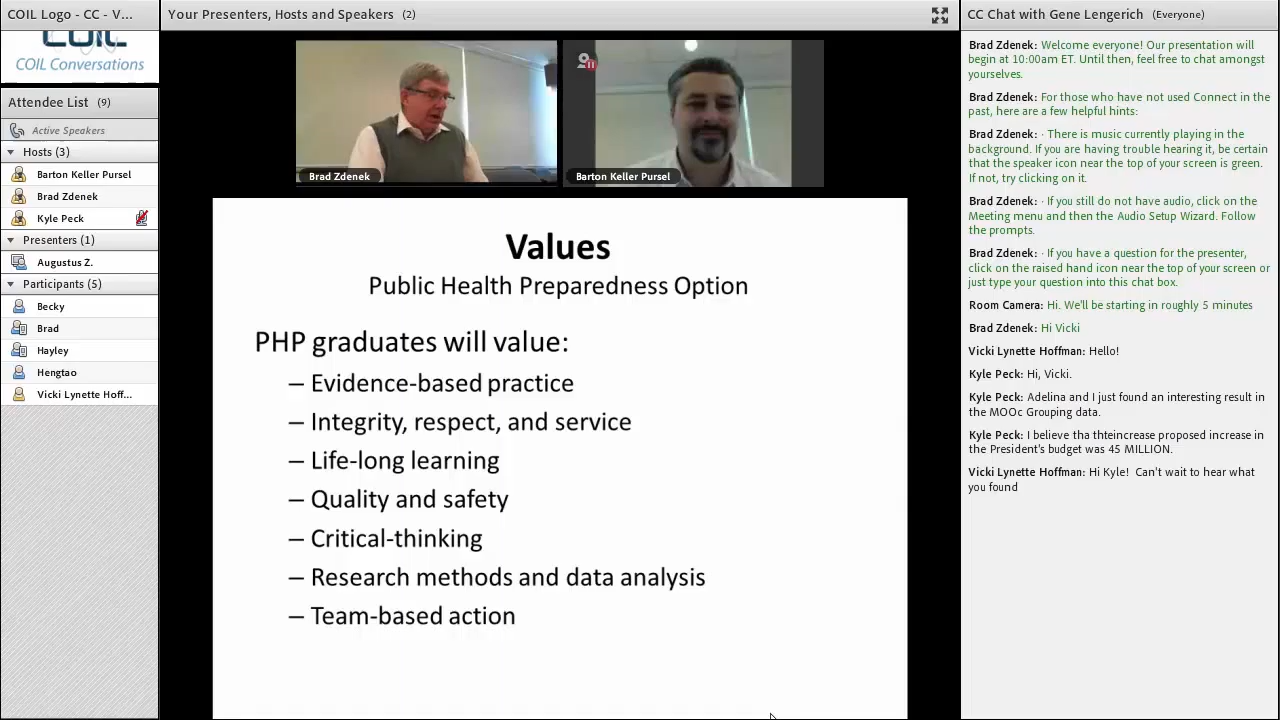 COIL Logo - CC - V...
COIL
COIL Conversations
Attendee List (9)
Active Speakers
Hosts (3)
Barton Keller Pursel
Brad Zdenek
Kyle Peck
Presenters (1)
Augustus Z.
Participants (5)
Becky
Brad
Hayley
Hengtao
Vicki Lynette Hoff...
Your Presenters, Hosts and Speakers (2)
Brad Zdenek
Barton Keller Pursel
Values
Public Health Preparedness Option
PHP graduates will value:
– Evidence-based practice
– Integrity, respect, and service
– Life-long learning
– Quality and safety
– Critical-thinking
– Research methods and data analysis
– Team-based action
CC Chat with Gene Lengerich (Everyone)
Brad Zdenek: Welcome everyone! Our presentation will
begin at 10:00am ET. Until then, feel free to chat amongst
yourselves.
Brad Zdenek: For those who have not used Connect in the
past, here are a few helpful hints:
Brad Zdenek: · There is music currently playing in the
background. If you are having trouble hearing it, be certain
that the speaker icon near the top of your screen is green.
If not, try clicking on it.
Brad Zdenek: · If you still do not have audio, click on the
Meeting menu and then the Audio Setup Wizard. Follow
the prompts.
Brad Zdenek: · If you have a question for the presenter,
click on the raised hand icon near the top of your screen or
just type your question into this chat box.
Room Camera: Hi. We'll be starting in roughly 5 minutes
Brad Zdenek: Hi Vicki
Vicki Lynette Hoffman: Hello!
Kyle Peck: Hi, Vicki.
Kyle Peck: Adelina and I just found an interesting result in
the MOOc Grouping data.
Kyle Peck: I believe tha thteincrease proposed increase in
the President's budget was 45 MILLION.
Vicki Lynette Hoffman: Hi Kyle! Can't wait to hear what
you found